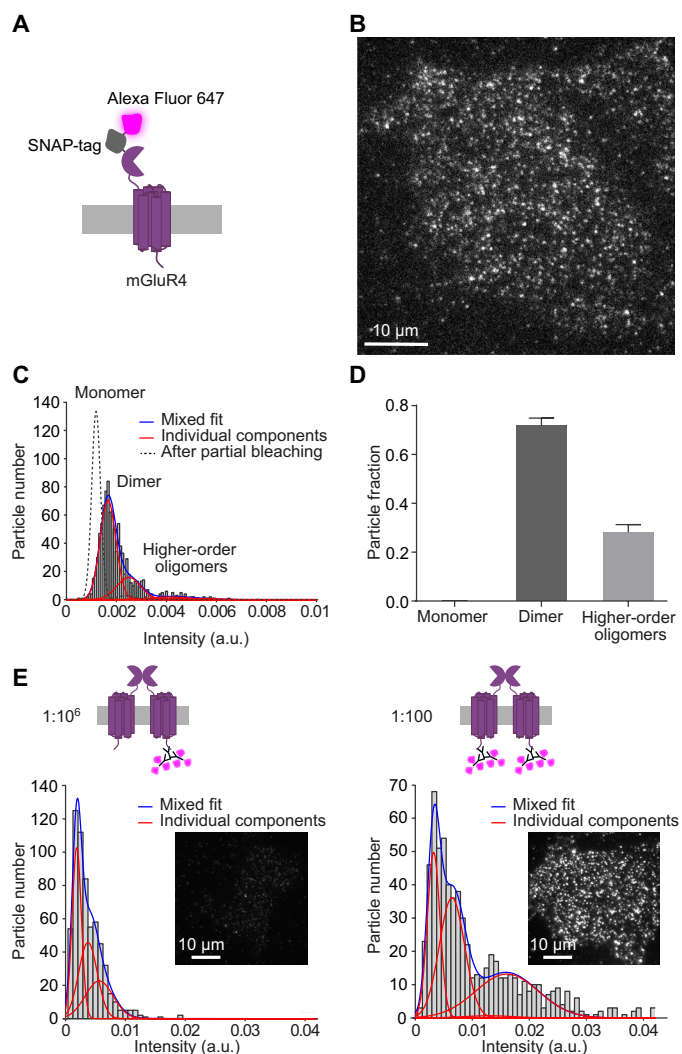 A
Alexa Fluor 647
SNAP-tag
mGluR4
B
10 µm
C
Monomer
Mixed fit
Individual components
After partial bleaching
Dimer
Higher-order
oligomers
Particle number
140
120
100
80
60
40
20
0
0 0.002 0.004 0.006 0.008 0.01
Intensity (a.u.)
D
Particle fraction
0.8
0.6
0.4
0.2
0.0
Monomer Dimer Higher-order
oligomers
E
1:10⁶
Mixed fit
Individual components
Particle number
140
120
100
80
60
40
20
0
10 µm
0 0.01 0.02 0.03 0.04
Intensity (a.u.)
1:100
Mixed fit
Individual components
Particle number
70
60
50
40
30
20
10
0
10 µm
0 0.01 0.02 0.03 0.04
Intensity (a.u.)